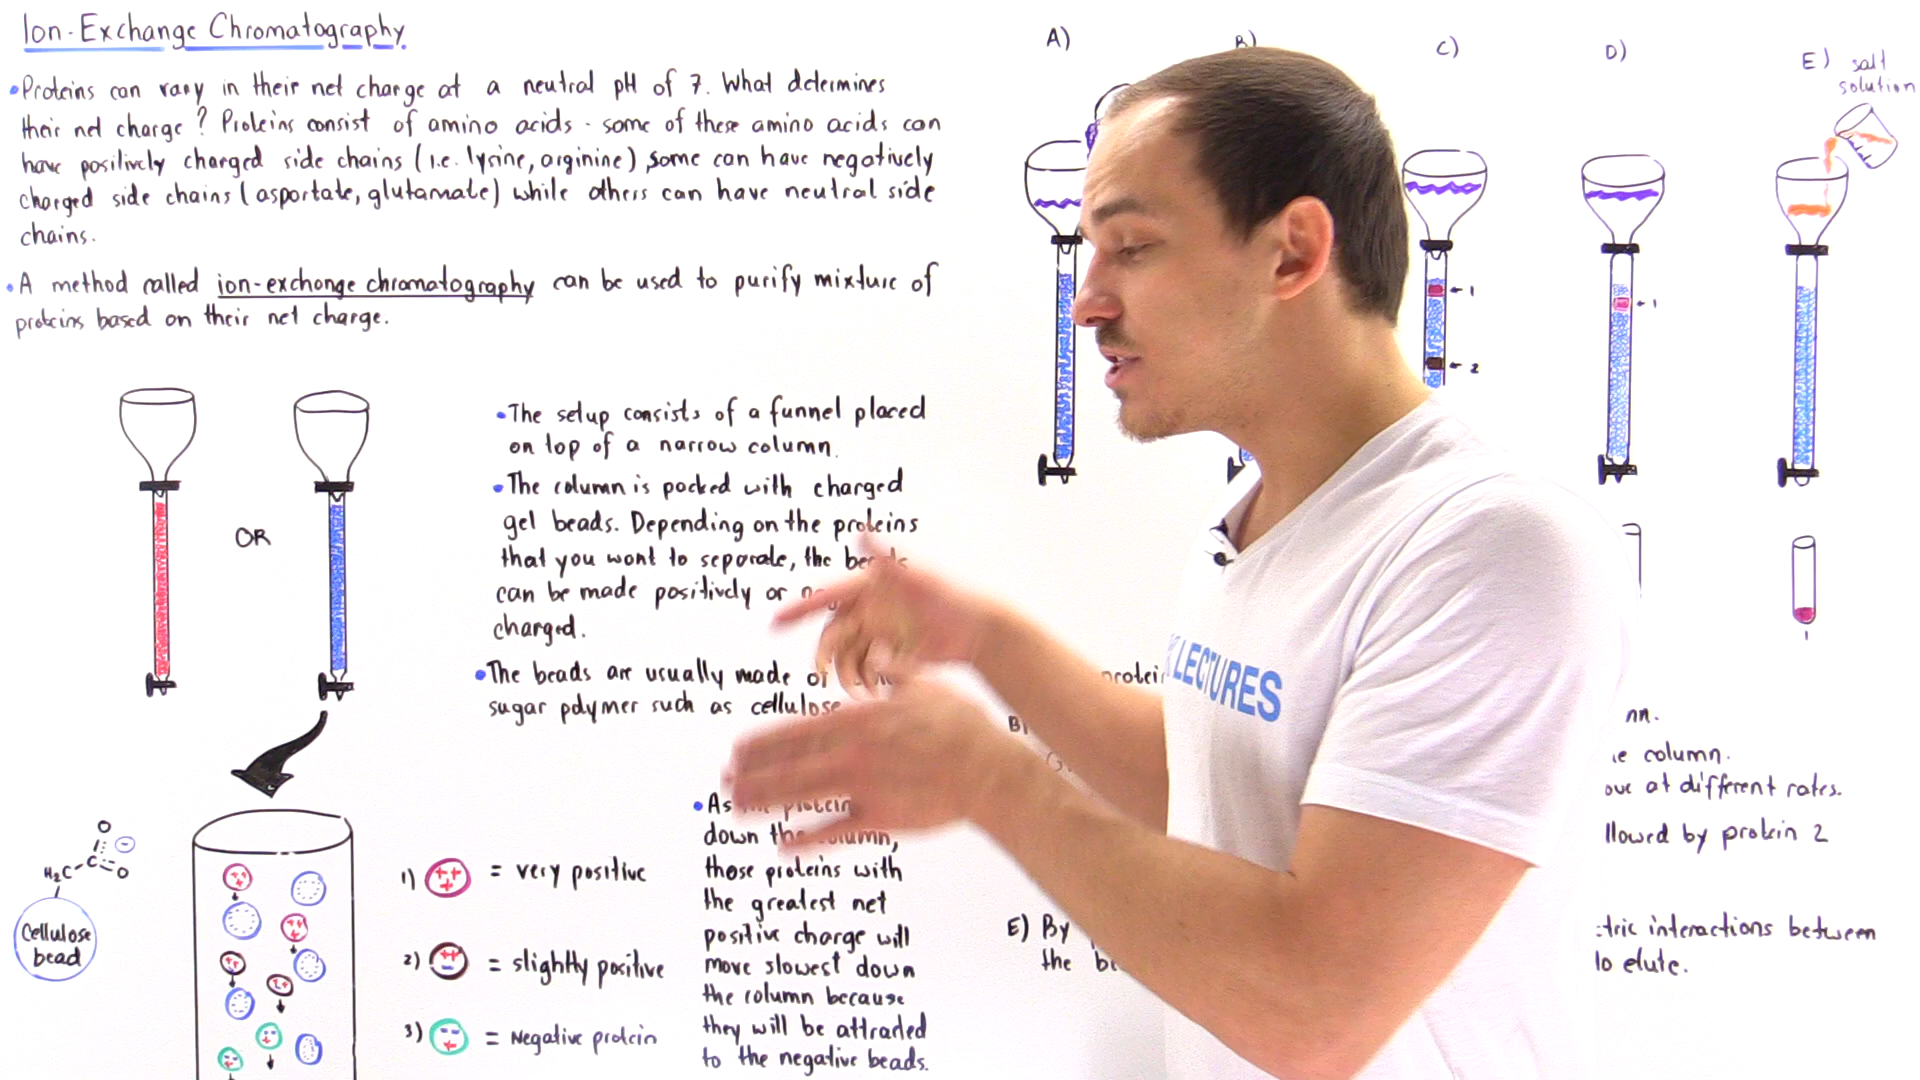 Ion-Exchange Chromatography
•Proteins can vary in their net charge at a neutral pH of 7. What determines
their net charge? Proteins consist of amino acids - some of these amino acids can
have positively charged side chains (i.e. lysine, arginine), some can have negatively
charged side chains (aspartate, glutamate) while others can have neutral side
chains.
•A method called ion-exchange chromatography can be used to purify mixture of
proteins based on their net charge.
OR
•The setup consists of a funnel placed
on top of a narrow column.
•The column is packed with charged
gel beads. Depending on the proteins
that you want to separate, the
can be made positively or
charged.
•The beads are usually made of
sugar polymer such as cellulose
O
C
O
-
H₂C
Cellulose
bead
1) ++ + = very positive
2) ++ - = slightly positive
3) -- + = Negative protein
•As protein
down the column,
those proteins with
the greatest net
positive charge will
move slowest down
the column because
they will be attracted
to the negative beads.
A)
B)
C)
D)
E) salt
solution
1
2
1
1
LECTURES
B)
column.
at different rates.
by protein 2
E) By
the
interactions between
to elute.